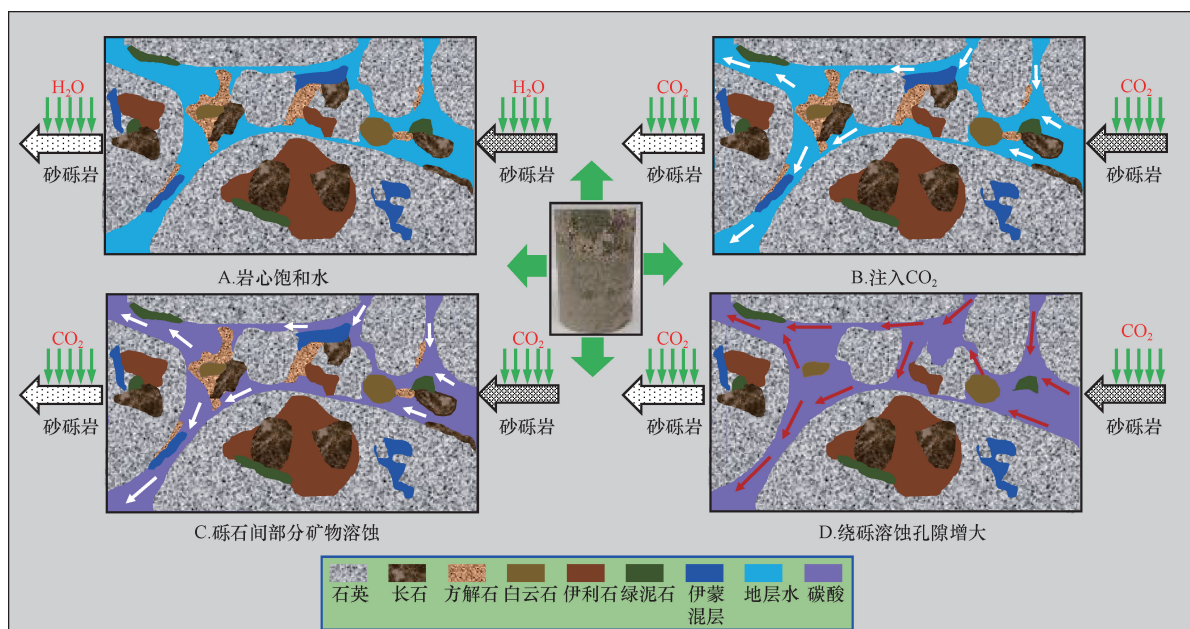 H₂O
砂砾岩
H₂O
砂砾岩
A.岩心饱和水
CO₂
砂砾岩
CO₂
砂砾岩
B.注入CO₂
CO₂
砂砾岩
CO₂
砂砾岩
C.砾石间部分矿物溶蚀
CO₂
砂砾岩
CO₂
砂砾岩
D.绕砾溶蚀孔隙增大
石英
长石
方解石
白云石
伊利石
绿泥石
伊蒙
混层
地层水
碳酸